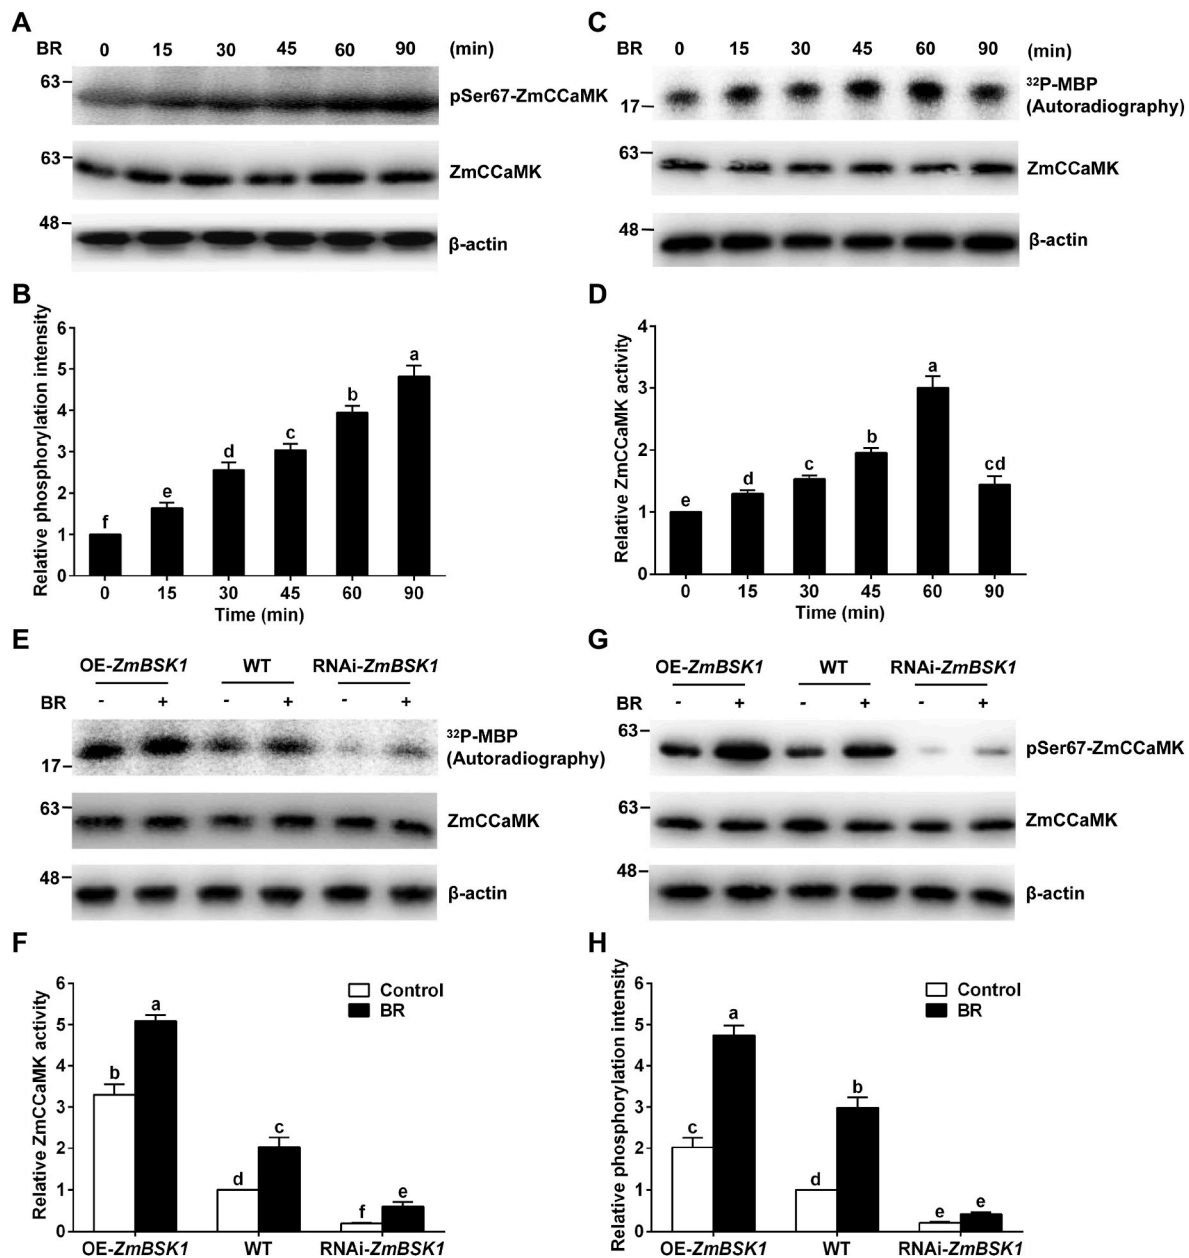 A
BR 0 15 30 45 60 90 (min)
63
pSer67-ZmCCaMK
63
ZmCCaMK
48
β-actin
B
Relative phosphorylation intensity
6
5
4
3
2
1
0
f e d c b a
0 15 30 45 60 90
Time (min)
C
BR 0 15 30 45 60 90 (min)
32P-MBP
(Autoradiography)
17
63
ZmCCaMK
48
β-actin
D
Relative ZmCCaMK activity
4
3
2
1
0
e d c b a cd
0 15 30 45 60 90
Time (min)
E
OE-ZmBSK1 WT RNAi-ZmBSK1
BR - + - + - +
32P-MBP
(Autoradiography)
17
63
ZmCCaMK
48
β-actin
F
Relative ZmCCaMK activity
6
5
4
3
2
1
0
Control
BR
b a d c f e
OE-ZmBSK1 WT RNAi-ZmBSK1
G
OE-ZmBSK1 WT RNAi-ZmBSK1
BR - + - + - +
63
pSer67-ZmCCaMK
63
ZmCCaMK
48
β-actin
H
Relative phosphorylation intensity
6
5
4
3
2
1
0
Control
BR
c a d b e e
OE-ZmBSK1 WT RNAi-ZmBSK1